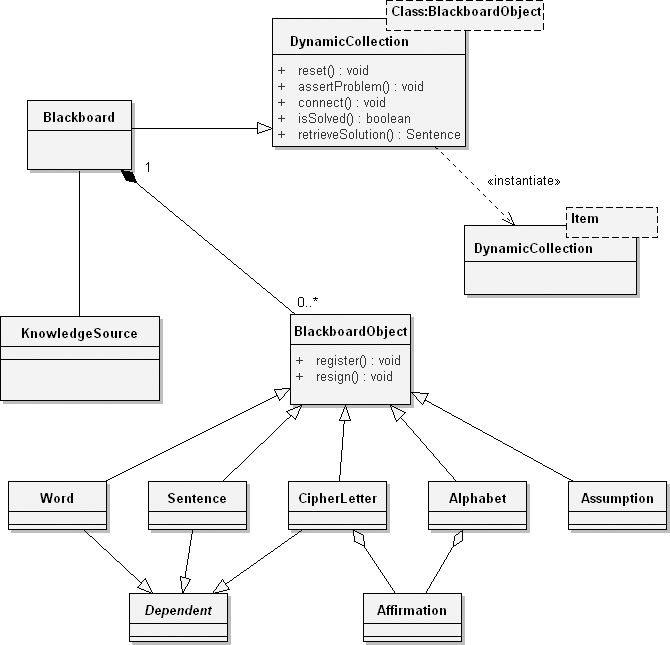 Class:BlackboardObject
DynamicCollection
+ reset() : void
+ assertProblem() : void
+ connect() : void
+ isSolved() : boolean
+ retrieveSolution() : Sentence
Blackboard
1
«instantiate»
Item
DynamicCollection
0..*
KnowledgeSource
BlackboardObject
+ register() : void
+ resign() : void
Word
Sentence
CipherLetter
Alphabet
Assumption
Dependent
Affirmation